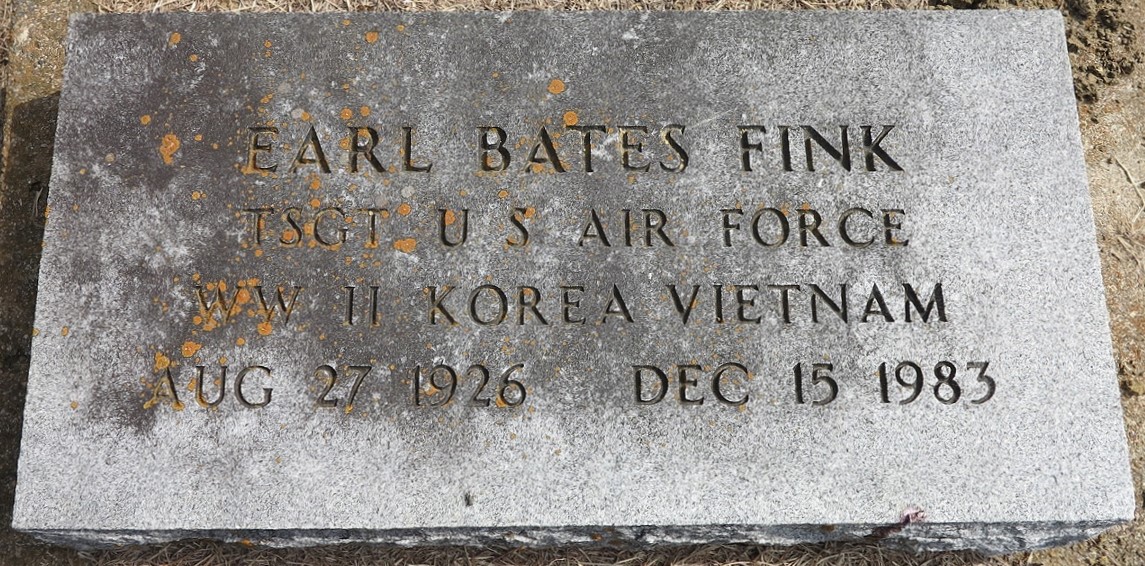 EARL BATES FINK
TSGT U S AIR FORCE
WW II KOREA VIETNAM
AUG 27 1926 DEC 15 1983